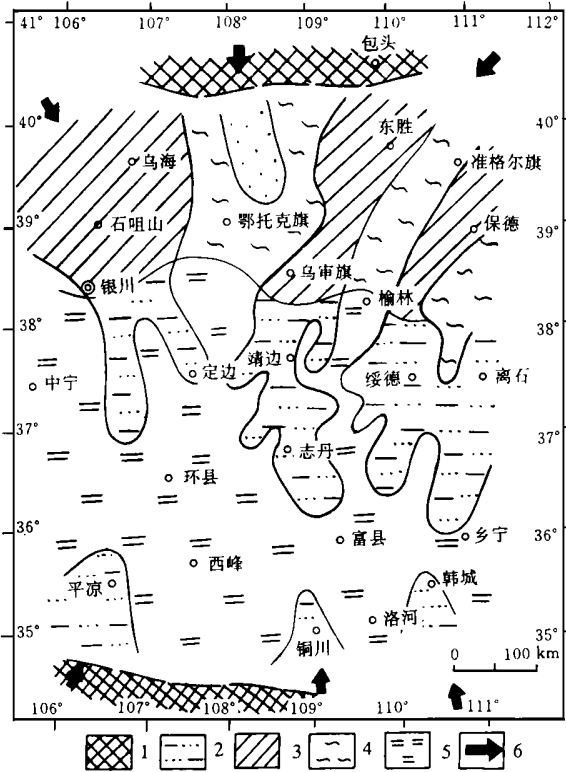 41° 106° 107° 108° 109° 110° 111° 112°
包头
40° 东胜 40°
乌海 准格尔旗
39° 石咀山 鄂托克旗 保德 39°
银川 乌审旗 榆林
38° 38°
中宁 定边 靖边 绥德 离石
37° 志丹 37°
环县
36° 富县 乡宁 36°
西峰
平凉 韩城
35° 铜川 洛河 35°
0 100 km
106° 107° 108° 109° 110° 111°
1 2 3 4 5 6